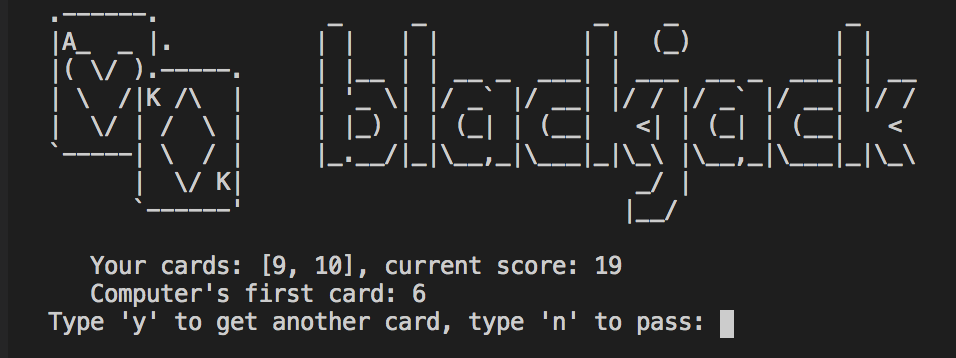 A
K
K
blackjack
Your cards: [9, 10], current score: 19
Computer's first card: 6
Type 'y' to get another card, type 'n' to pass: